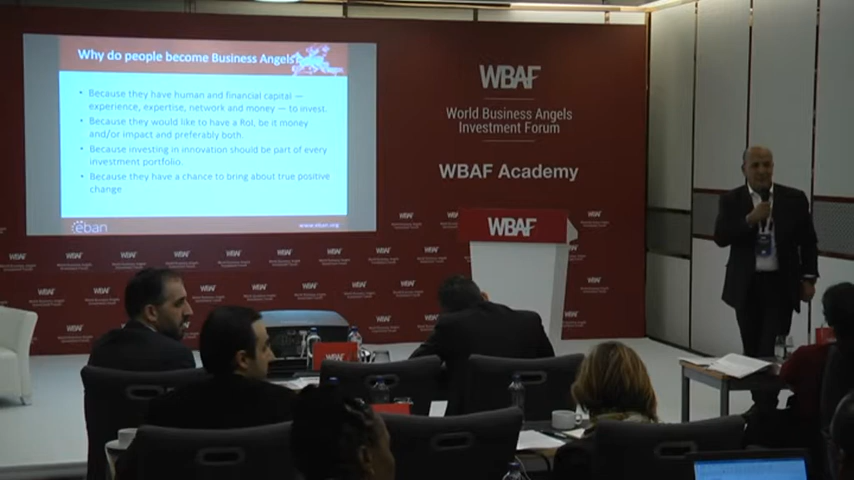 Why do people become Business Angels
• Because they have human and financial capital —
experience, expertise, network and money — to invest.
• Because they would like to have a RoI, be it money
and/or impact and preferably both.
• Because investing in innovation should be part of every
investment portfolio.
• Because they have a chance to bring about true positive
change
eban
www.eban.org
WBAF
World Business Angels
Investment Forum
WBAF Academy
WBAF